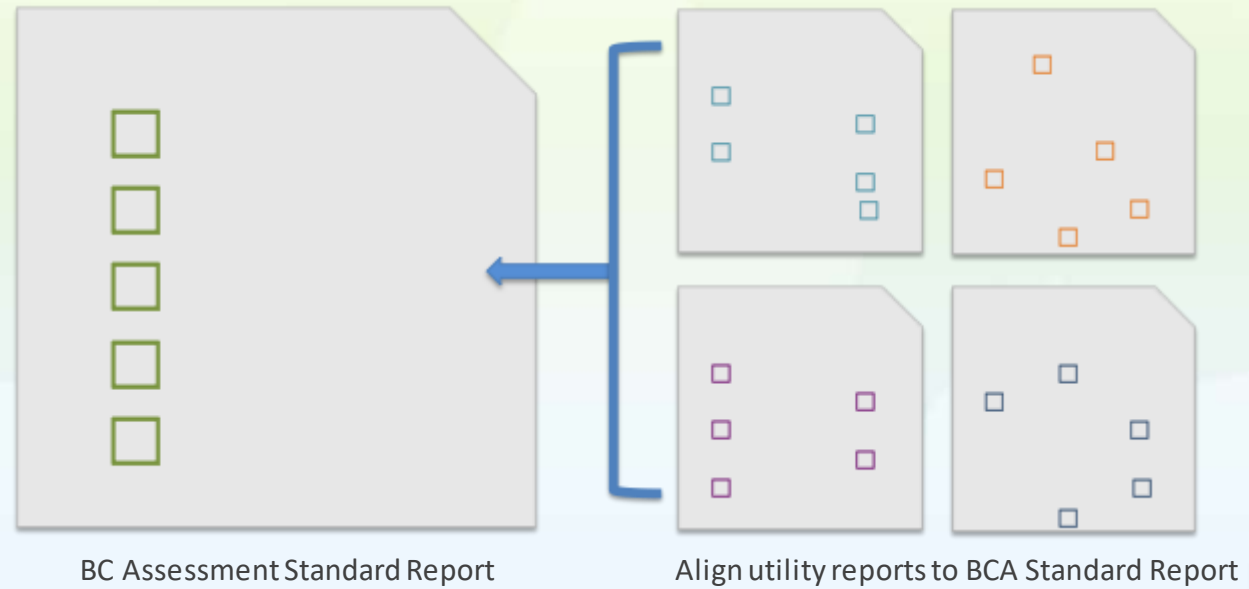 BC Assessment Standard Report
Align utility reports to BCA Standard Report